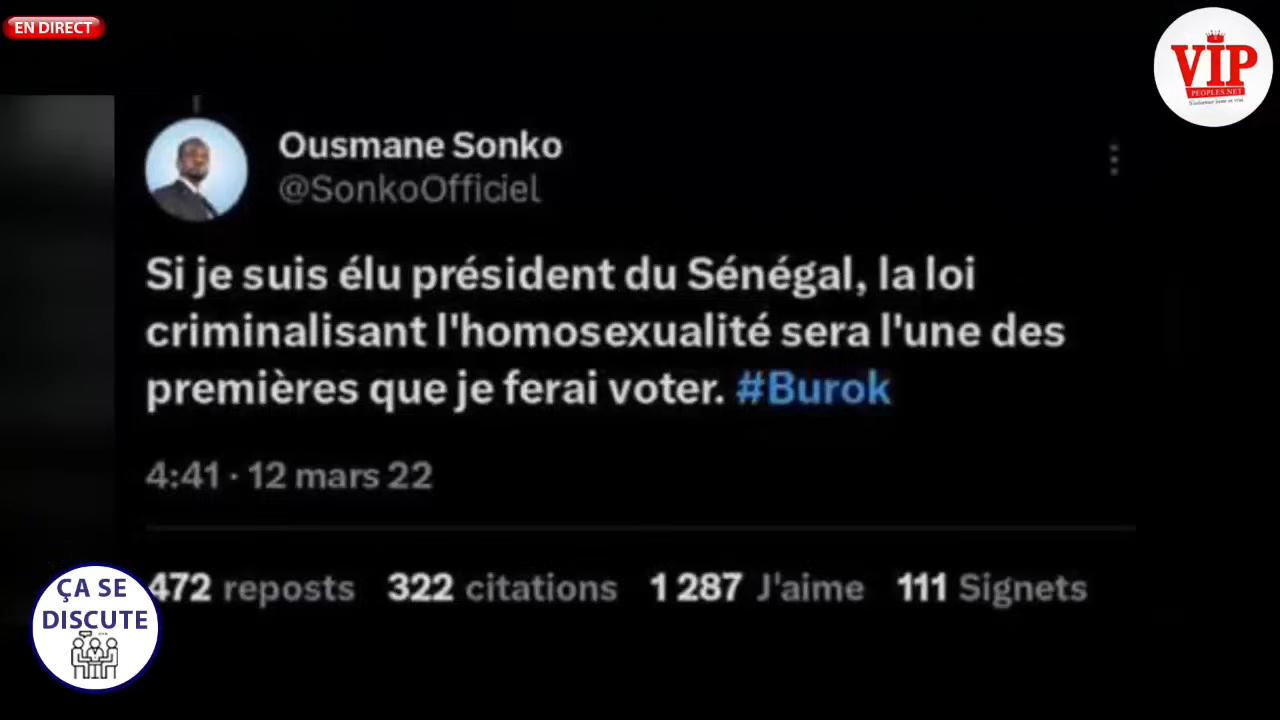 EN DIRECT
VIP
PEOPLES.NET
Ousmane Sonko
@SonkoOfficiel
Si je suis élu président du Sénégal, la loi
criminalisant l'homosexualité sera l'une des
premières que je ferai voter. #Burok
4:41 · 12 mars 22
472 reposts 322 citations 1 287 J'aime 111 Signets
ÇA SE
DISCUTE